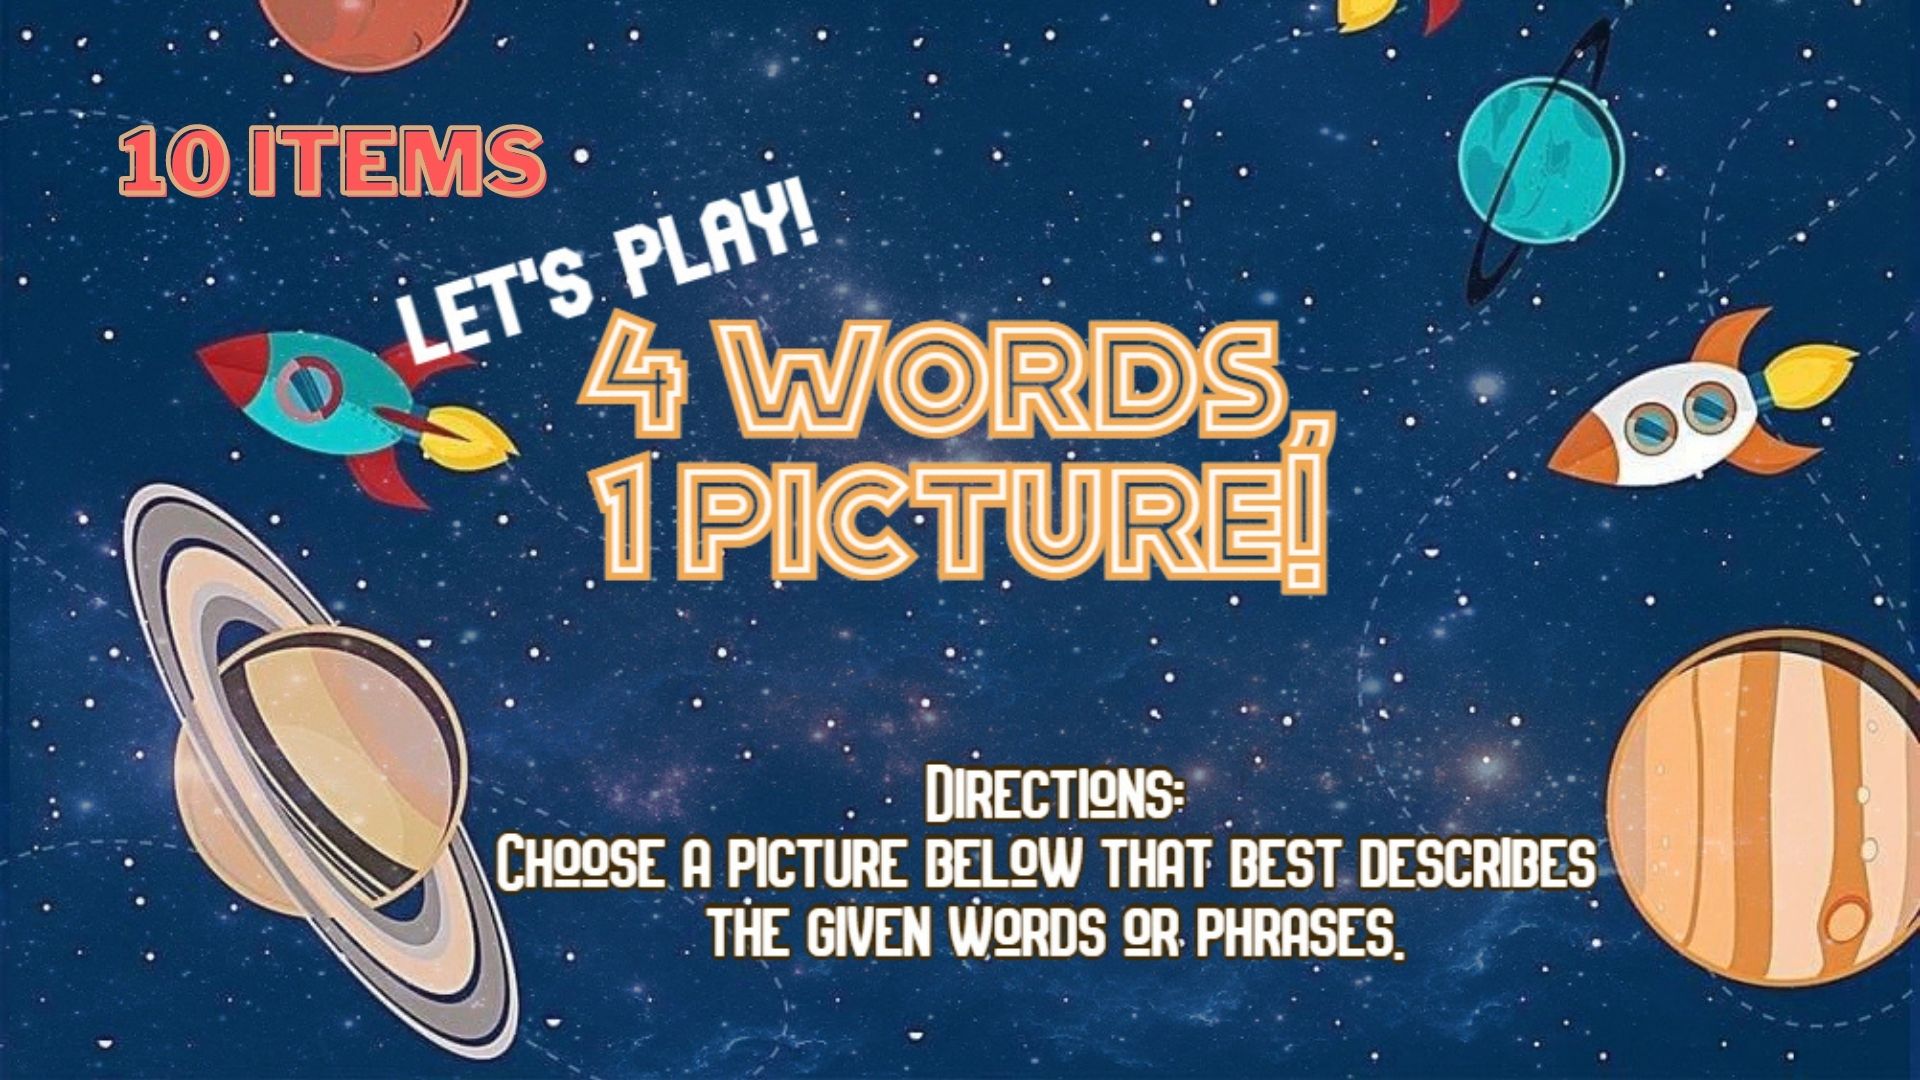 10 ITEMS
LET'S PLAY!
4 WORDS,
1 PICTURE!
DIRECTIONS:
CHOOSE A PICTURE BELOW THAT BEST DESCRIBES
THE GIVEN WORDS OR PHRASES.